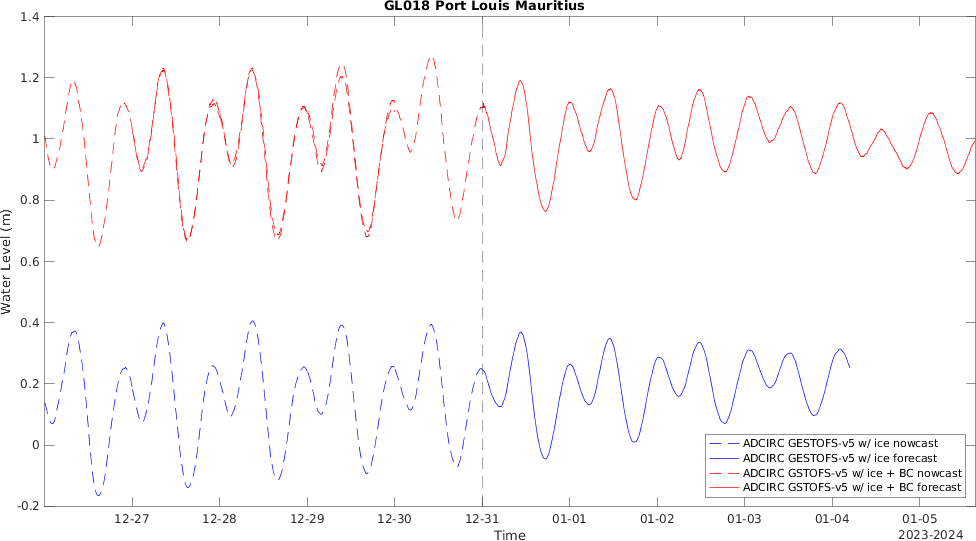 GL018 Port Louis Mauritius
Water Level (m)
1.4
1.2
1
0.8
0.6
0.4
0.2
0
-0.2
12-27 12-28 12-29 12-30 12-31 01-01 01-02 01-03 01-04 01-05
Time
2023-2024
ADCIRC GESTOFS-v5 w/ ice nowcast
ADCIRC GESTOFS-v5 w/ ice forecast
ADCIRC GSTOFS-v5 w/ ice + BC nowcast
ADCIRC GSTOFS-v5 w/ ice + BC forecast